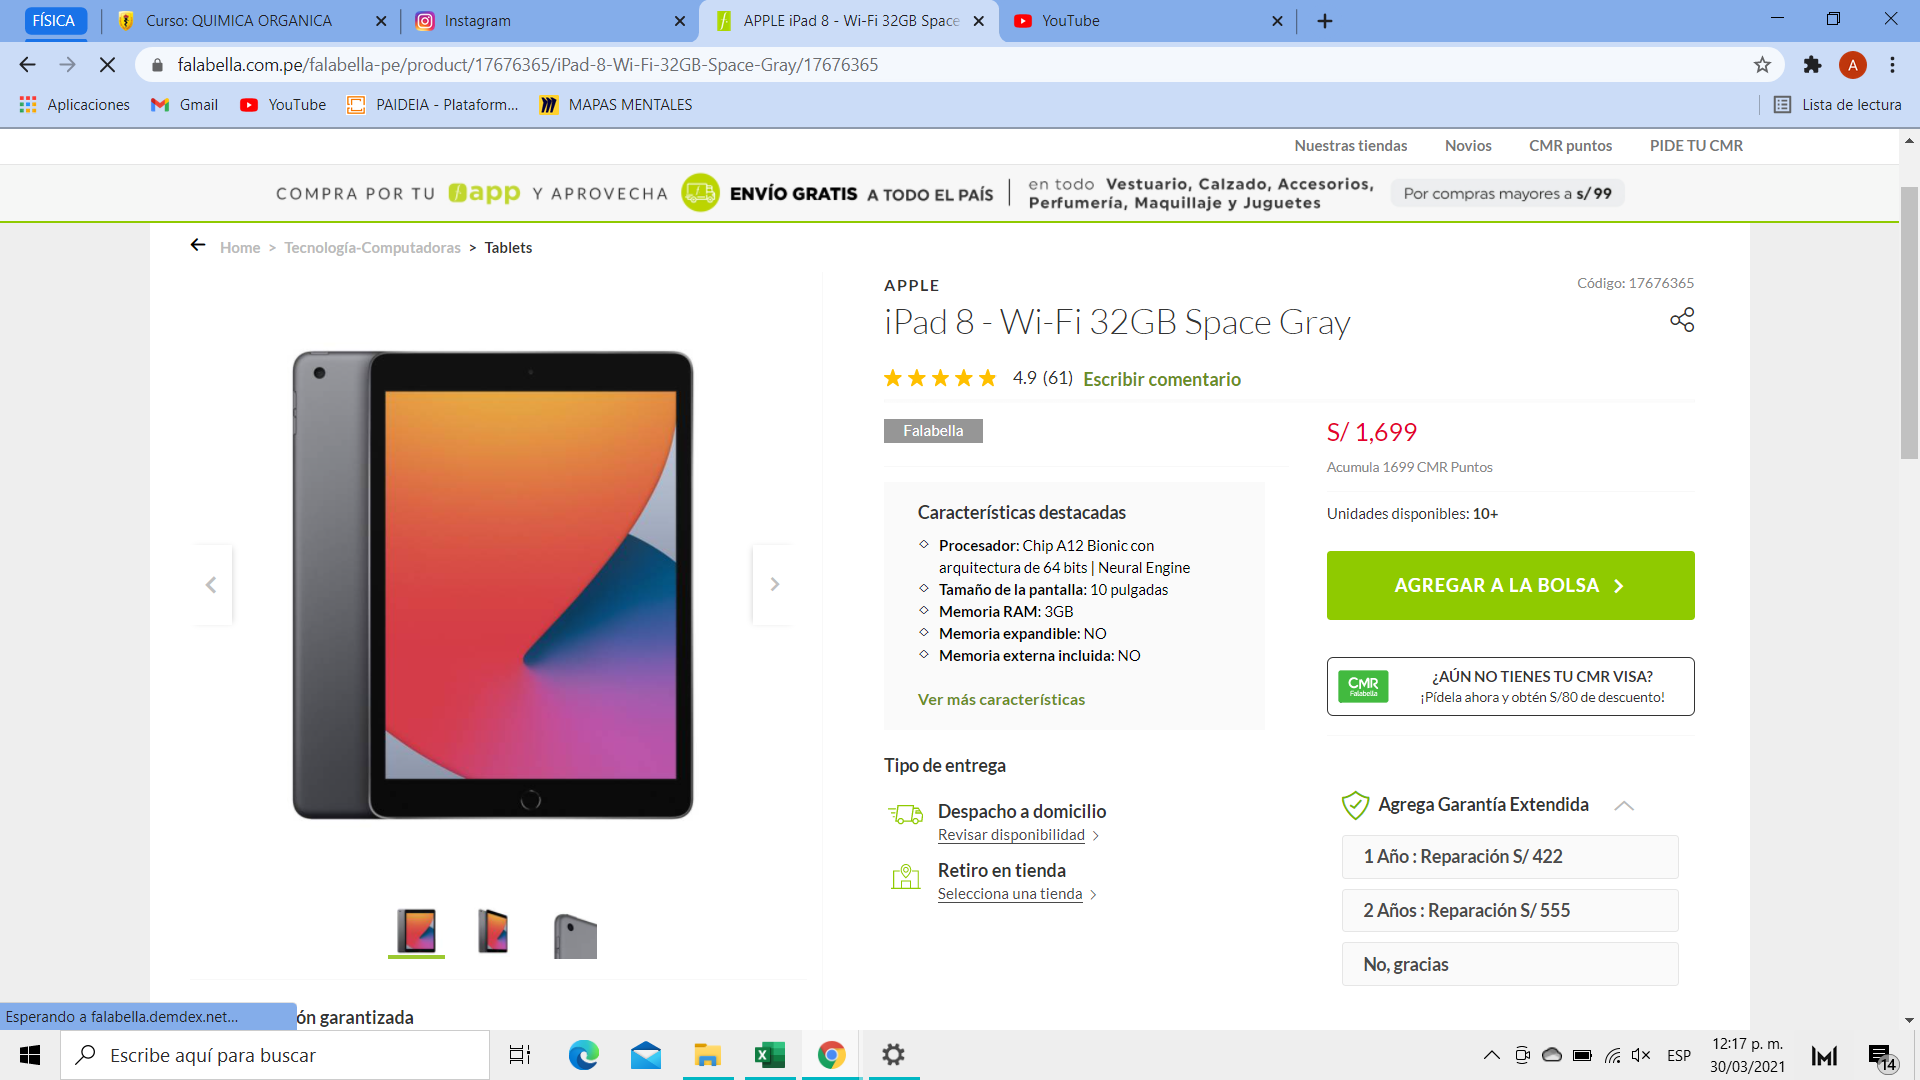 FÍSICA
Curso: QUIMICA ORGANICA
Instagram
APPLE iPad 8 - Wi-Fi 32GB Space
YouTube
falabella.com.pe/falabella-pe/product/17676365/iPad-8-Wi-Fi-32GB-Space-Gray/17676365
A
Aplicaciones
Gmail
YouTube
PAIDEIA - Plataform...
MAPAS MENTALES
Lista de lectura
Nuestras tiendas
Novios
CMR puntos
PIDE TU CMR
COMPRA POR TU app Y APROVECHA ENVÍO GRATIS A TODO EL PAÍS
en todo Vestuario, Calzado, Accesorios,
Perfumería, Maquillaje y Juguetes
Por compras mayores a s/99
Home > Tecnología-Computadoras > Tablets
APPLE
Código: 17676365
iPad 8 - Wi-Fi 32GB Space Gray
4.9 (61) Escribir comentario
Falabella
S/ 1,699
Acumula 1699 CMR Puntos
Unidades disponibles: 10+
Características destacadas
Procesador: Chip A12 Bionic con
arquitectura de 64 bits | Neural Engine
Tamaño de la pantalla: 10 pulgadas
Memoria RAM: 3GB
Memoria expandible: NO
Memoria externa incluida: NO
Ver más características
AGREGAR A LA BOLSA
CMR
Falabella
¿AÚN NO TIENES TU CMR VISA?
¡Pídela ahora y obtén S/80 de descuento!
Tipo de entrega
Despacho a domicilio
Revisar disponibilidad
Retiro en tienda
Selecciona una tienda
Agrega Garantía Extendida
1 Año : Reparación S/ 422
2 Años : Reparación S/ 555
No, gracias
Esperando a falabella.demdex.net...
ón garantizada
Escribe aquí para buscar
ESP
12:17 p. m.
30/03/2021
14